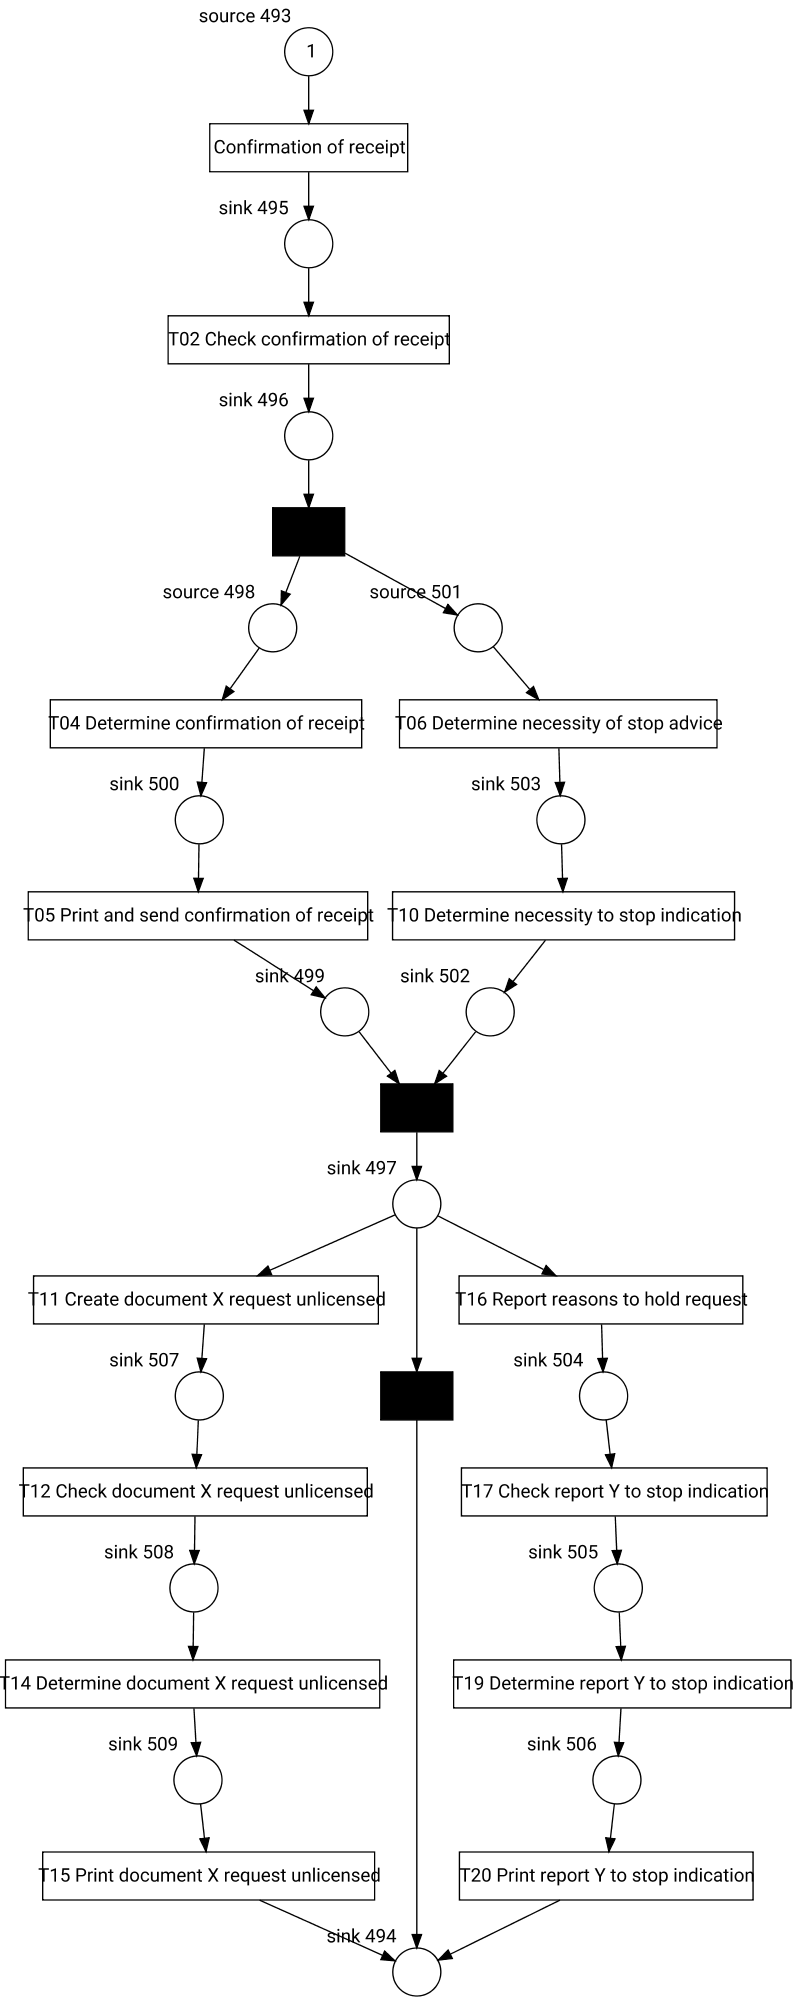 source 493
1
Confirmation of receipt
sink 495
T02 Check confirmation of receipt
sink 496
source 498
source 501
T04 Determine confirmation of receipt
T06 Determine necessity of stop advice
sink 500
sink 503
T05 Print and send confirmation of receipt
T10 Determine necessity to stop indication
sink 499
sink 502
sink 497
T11 Create document X request unlicensed
T16 Report reasons to hold request
sink 507
sink 504
T12 Check document X request unlicensed
T17 Check report Y to stop indication
sink 508
sink 505
T14 Determine document X request unlicensed
T19 Determine report Y to stop indication
sink 509
sink 506
T15 Print document X request unlicensed
T20 Print report Y to stop indication
sink 494